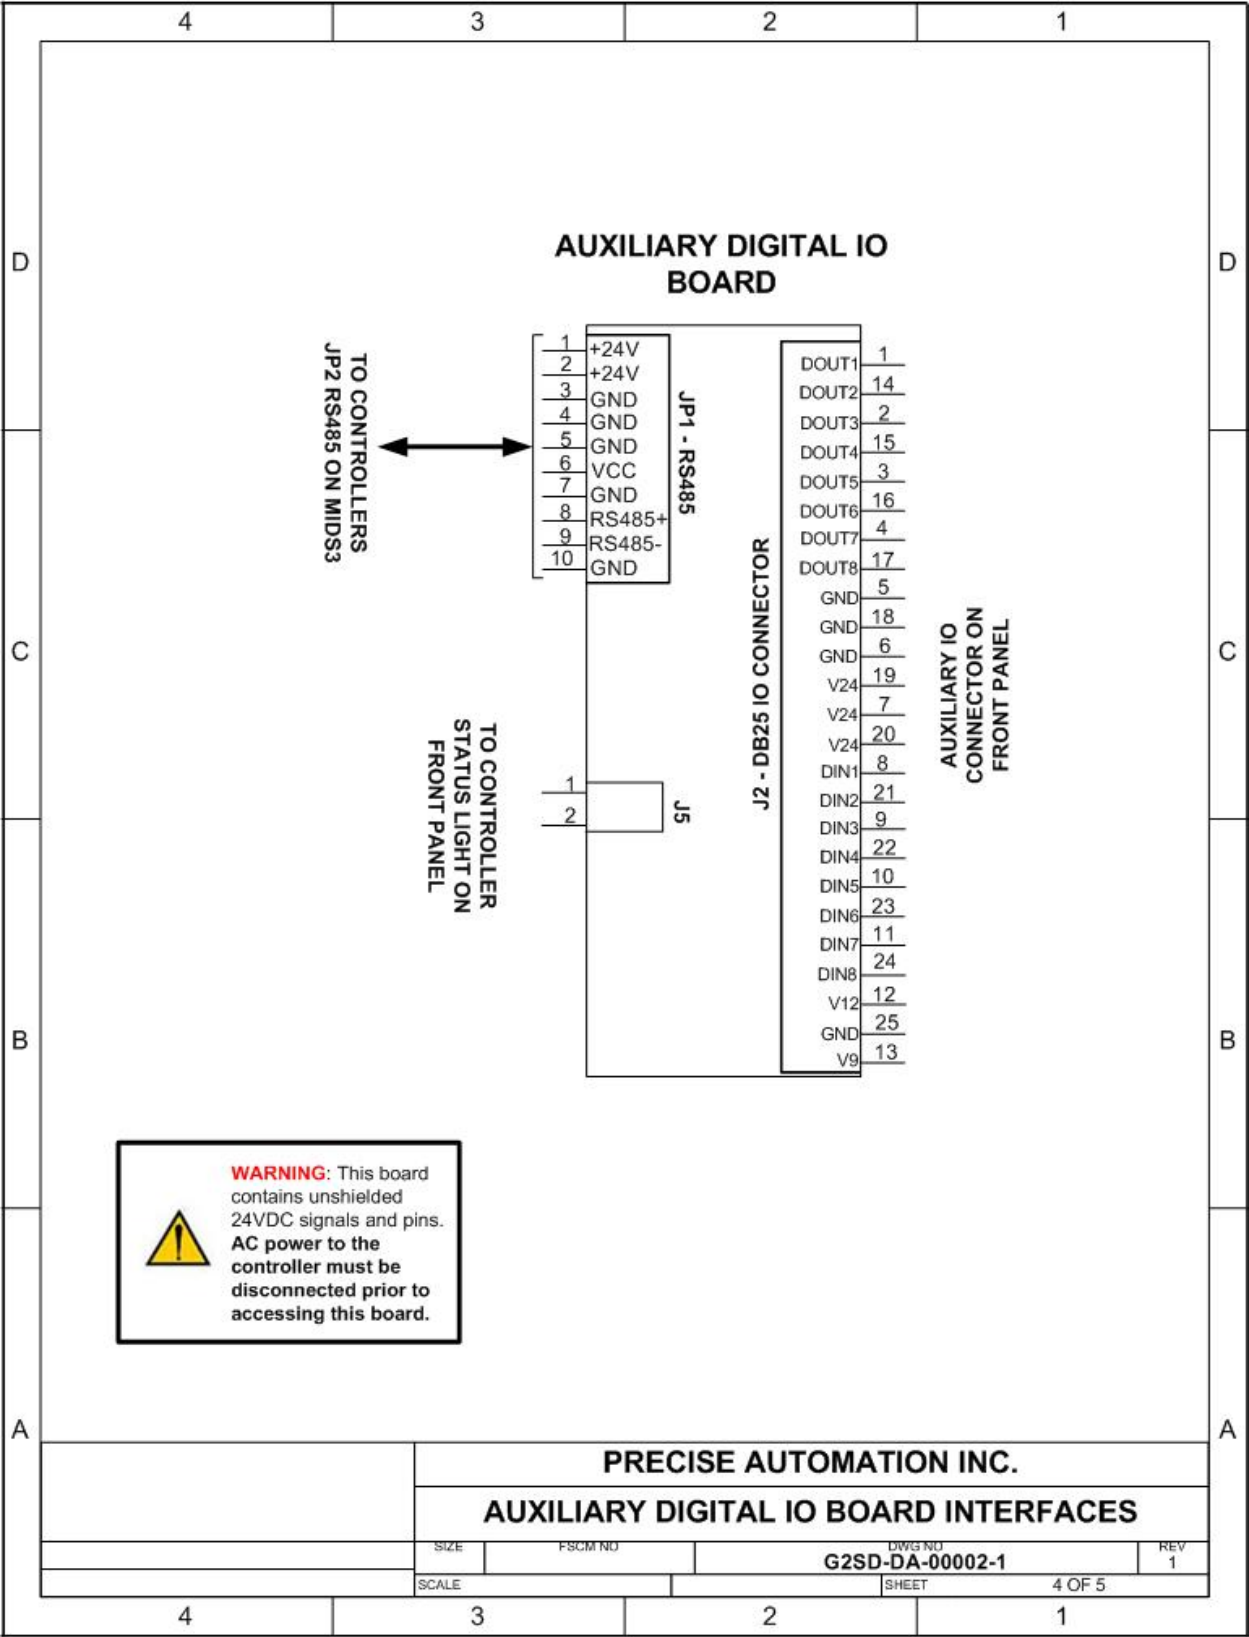 4 3 2 1
D D
C C
B B
A A
AUXILIARY DIGITAL IO
BOARD
TO CONTROLLERS
JP2 RS485 ON MIDS3
1 +24V
2 +24V
3 GND
4 GND
5 GND
6 VCC
7 GND
8 RS485+
9 RS485-
10 GND
JP1 - RS485
TO CONTROLLER
STATUS LIGHT ON
FRONT PANEL
1
2
J5
J2 - DB25 IO CONNECTOR
DOUT1 1
DOUT2 14
DOUT3 2
DOUT4 15
DOUT5 3
DOUT6 16
DOUT7 4
DOUT8 17
GND 5
GND 18
GND 6
V24 19
V24 7
V24 20
DIN1 8
DIN2 21
DIN3 9
DIN4 22
DIN5 10
DIN6 23
DIN7 11
DIN8 24
V12 12
GND 25
V9 13
AUXILIARY IO
CONNECTOR ON
FRONT PANEL
WARNING: This board
contains unshielded
24VDC signals and pins.
AC power to the
controller must be
disconnected prior to
accessing this board.
PRECISE AUTOMATION INC.
AUXILIARY DIGITAL IO BOARD INTERFACES
SIZE FSCM NO DWG NO REV
G2SD-DA-00002-1 1
SCALE SHEET 4 OF 5
4 3 2 1